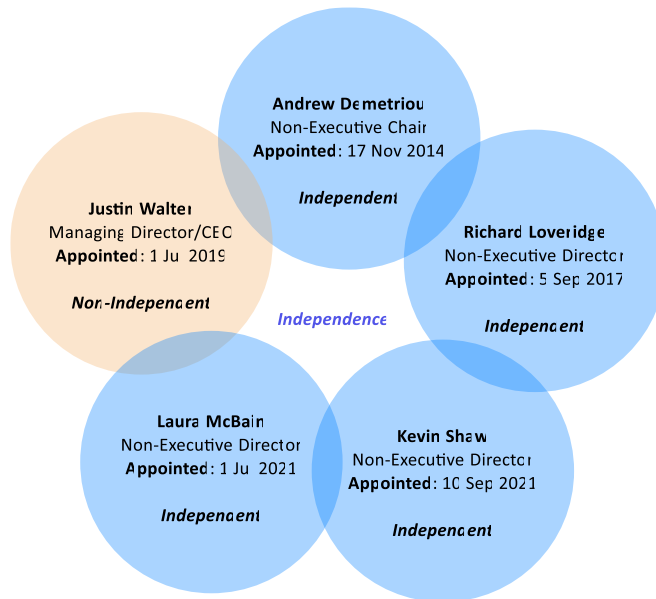 Andrew Demetriou
Non-Executive Chair
Appointed: 17 Nov 2014
Independent
Justin Walter
Managing Director/CEO
Appointed: 1 Jul 2019
Non-Independent
Richard Loveridge
Non-Executive Director
Appointed: 5 Sep 2017
Independent
Independence
Laura McBain
Non-Executive Director
Appointed: 1 Jul 2021
Independent
Kevin Shaw
Non-Executive Director
Appointed: 10 Sep 2021
Independent